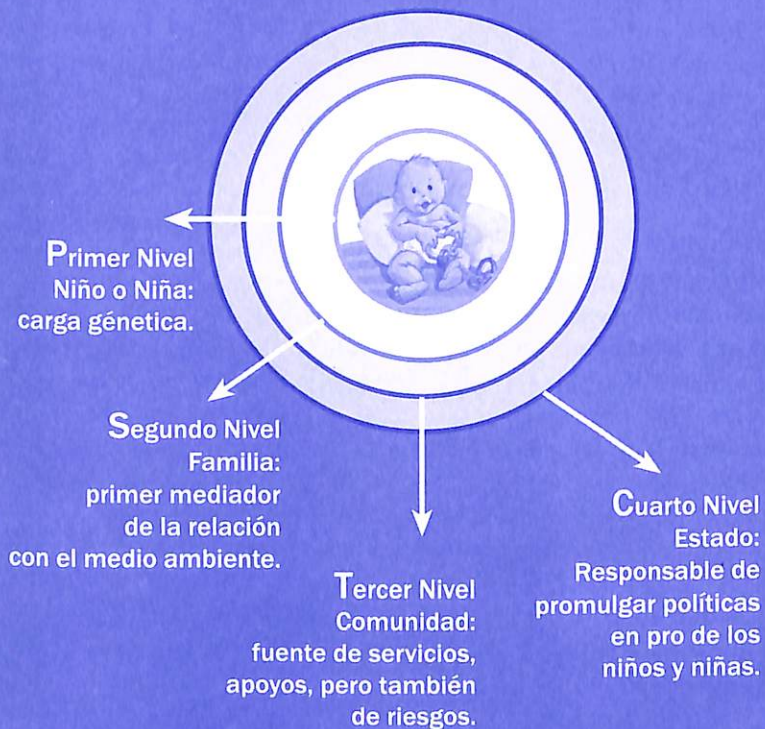 Primer Nivel
Niño o Niña:
carga génetica.
Segundo Nivel
Familia:
primer mediador
de la relación
con el medio ambiente.
Tercer Nivel
Comunidad:
fuente de servicios,
apoyos, pero también
de riesgos.
Cuarto Nivel
Estado:
Responsable de
promulgar políticas
en pro de los
niños y niñas.